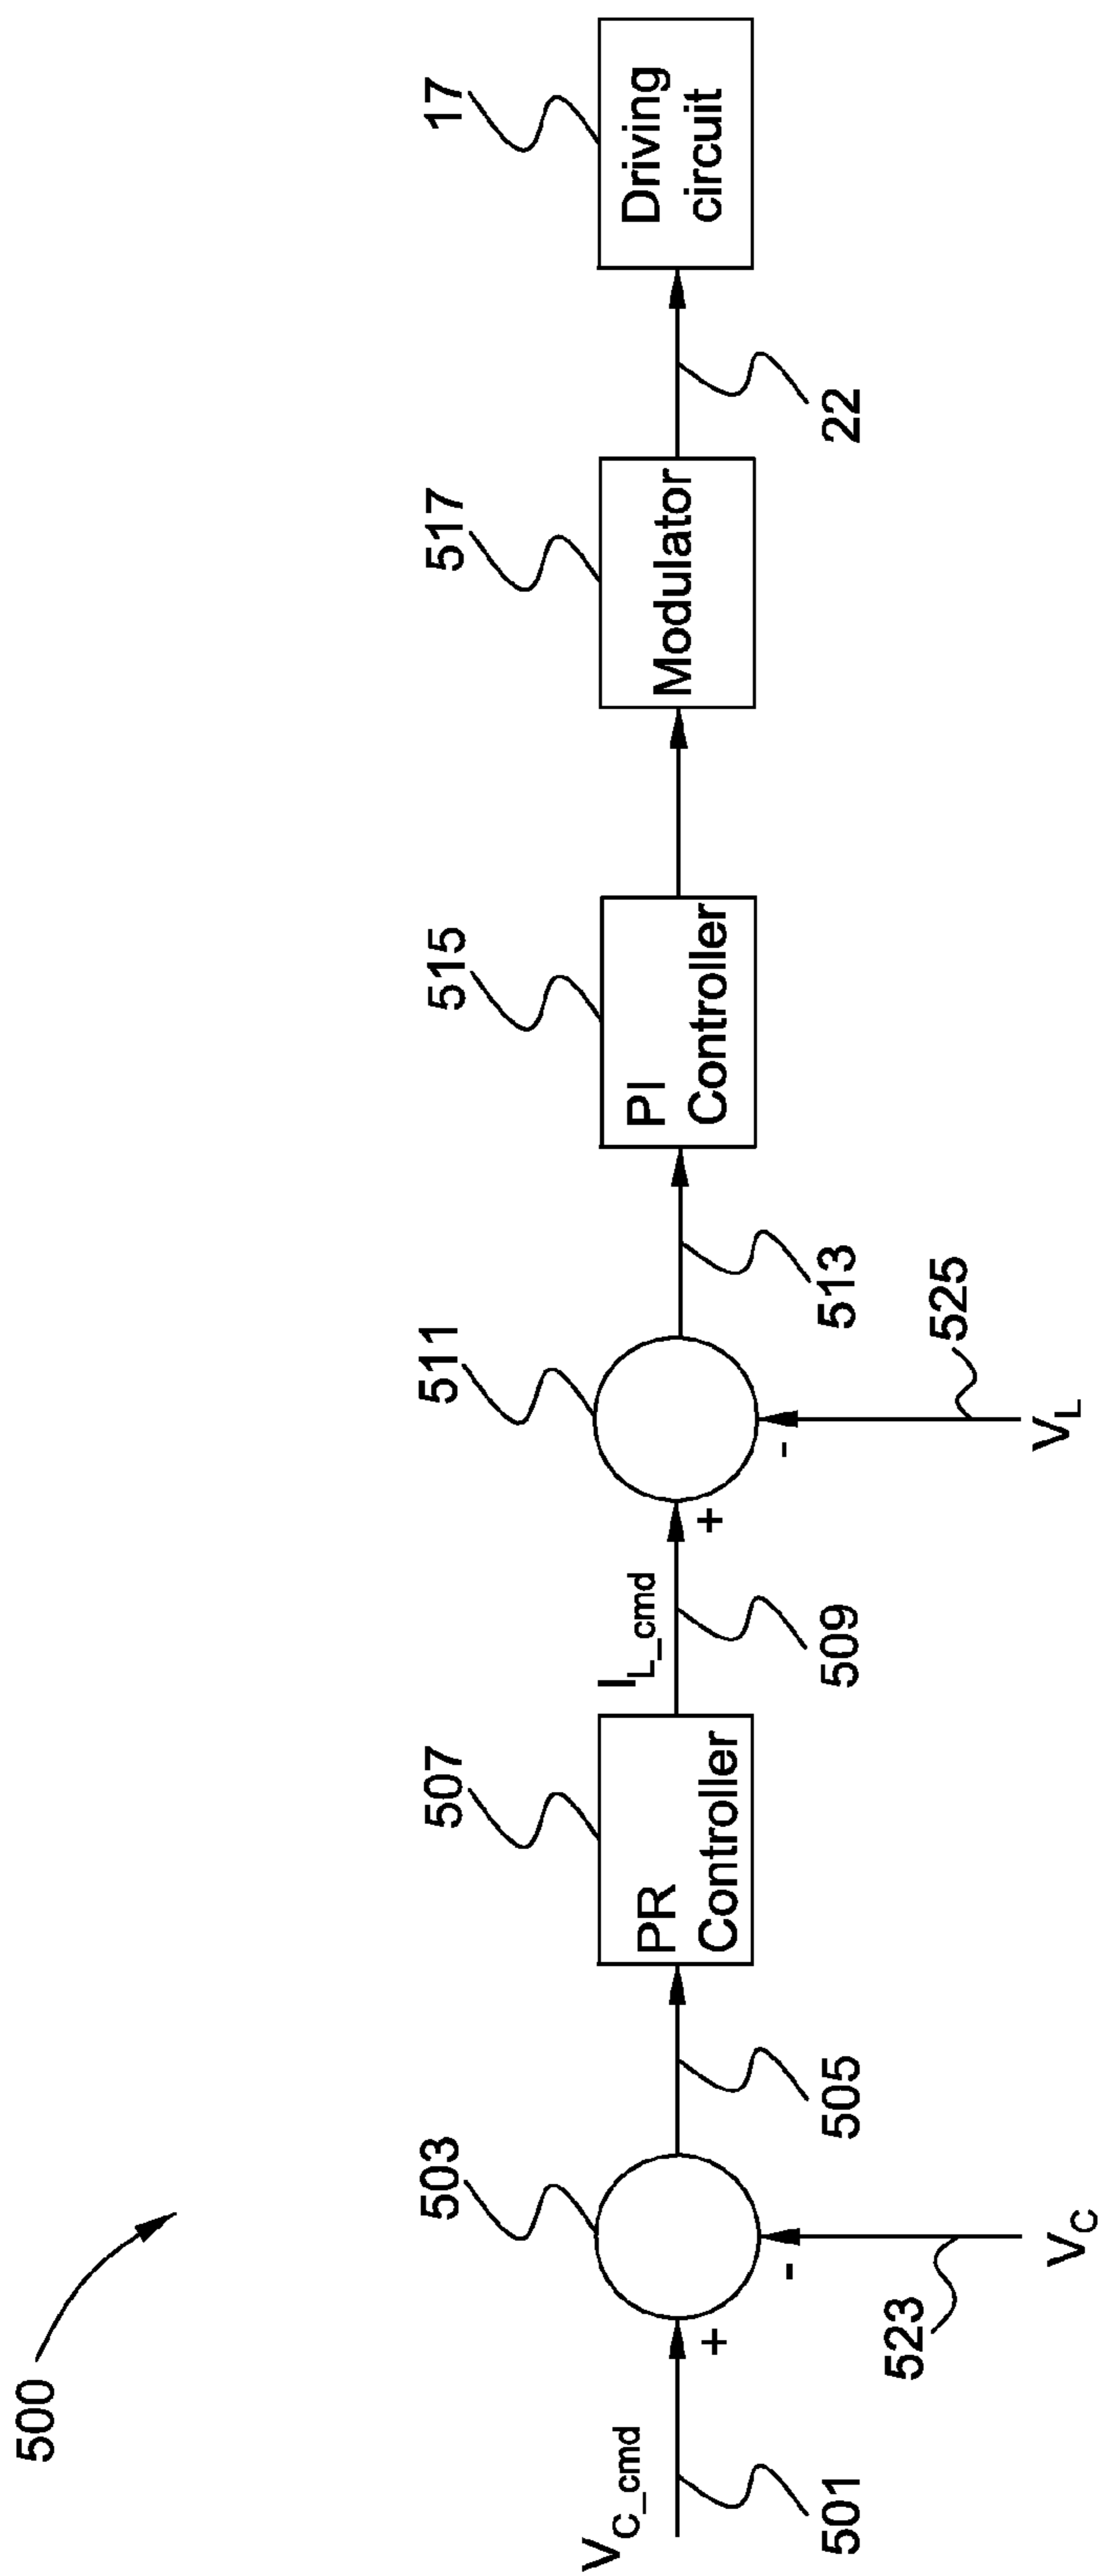 500
V_C_cmd
501
+
-
503
523
V_C
505
507
PR
Controller
I_L_cmd
509
+
-
511
525
V_L
513
515
PI
Controller
517
Modulator
22
17
Driving
circuit